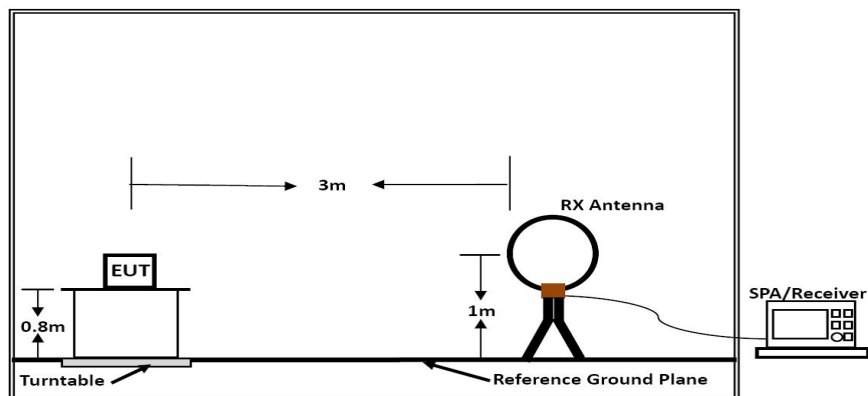 3m
RX Antenna
EUT
SPA/Receiver
0.8m
1m
Turntable
Reference Ground Plane